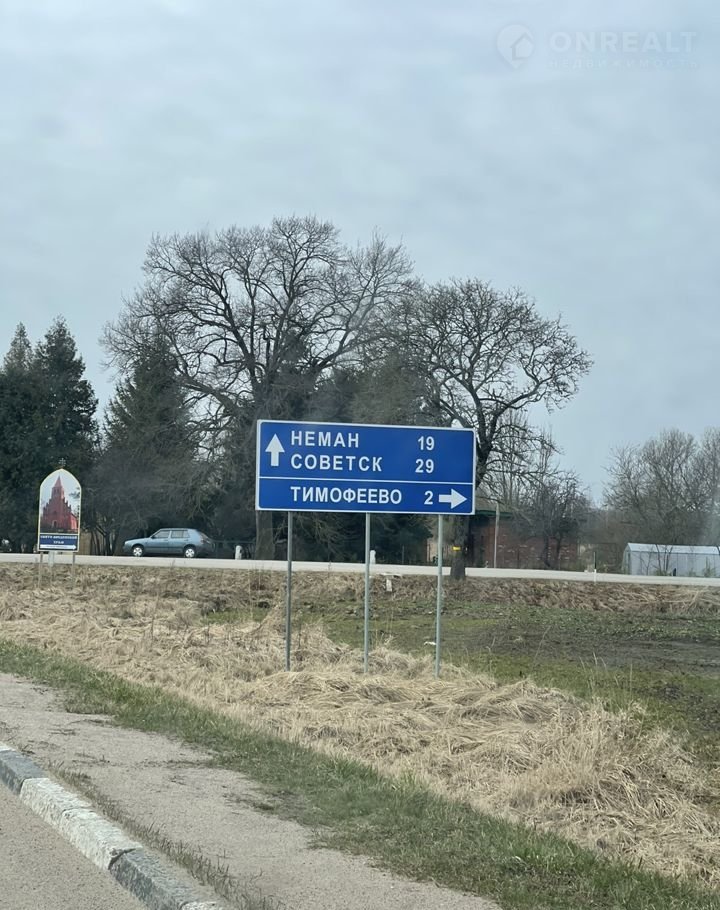 ONREALT
НЕДВИЖИМОСТЬ
НЕМАН 19
СОВЕТСК 29
ТИМОФЕЕВО 2